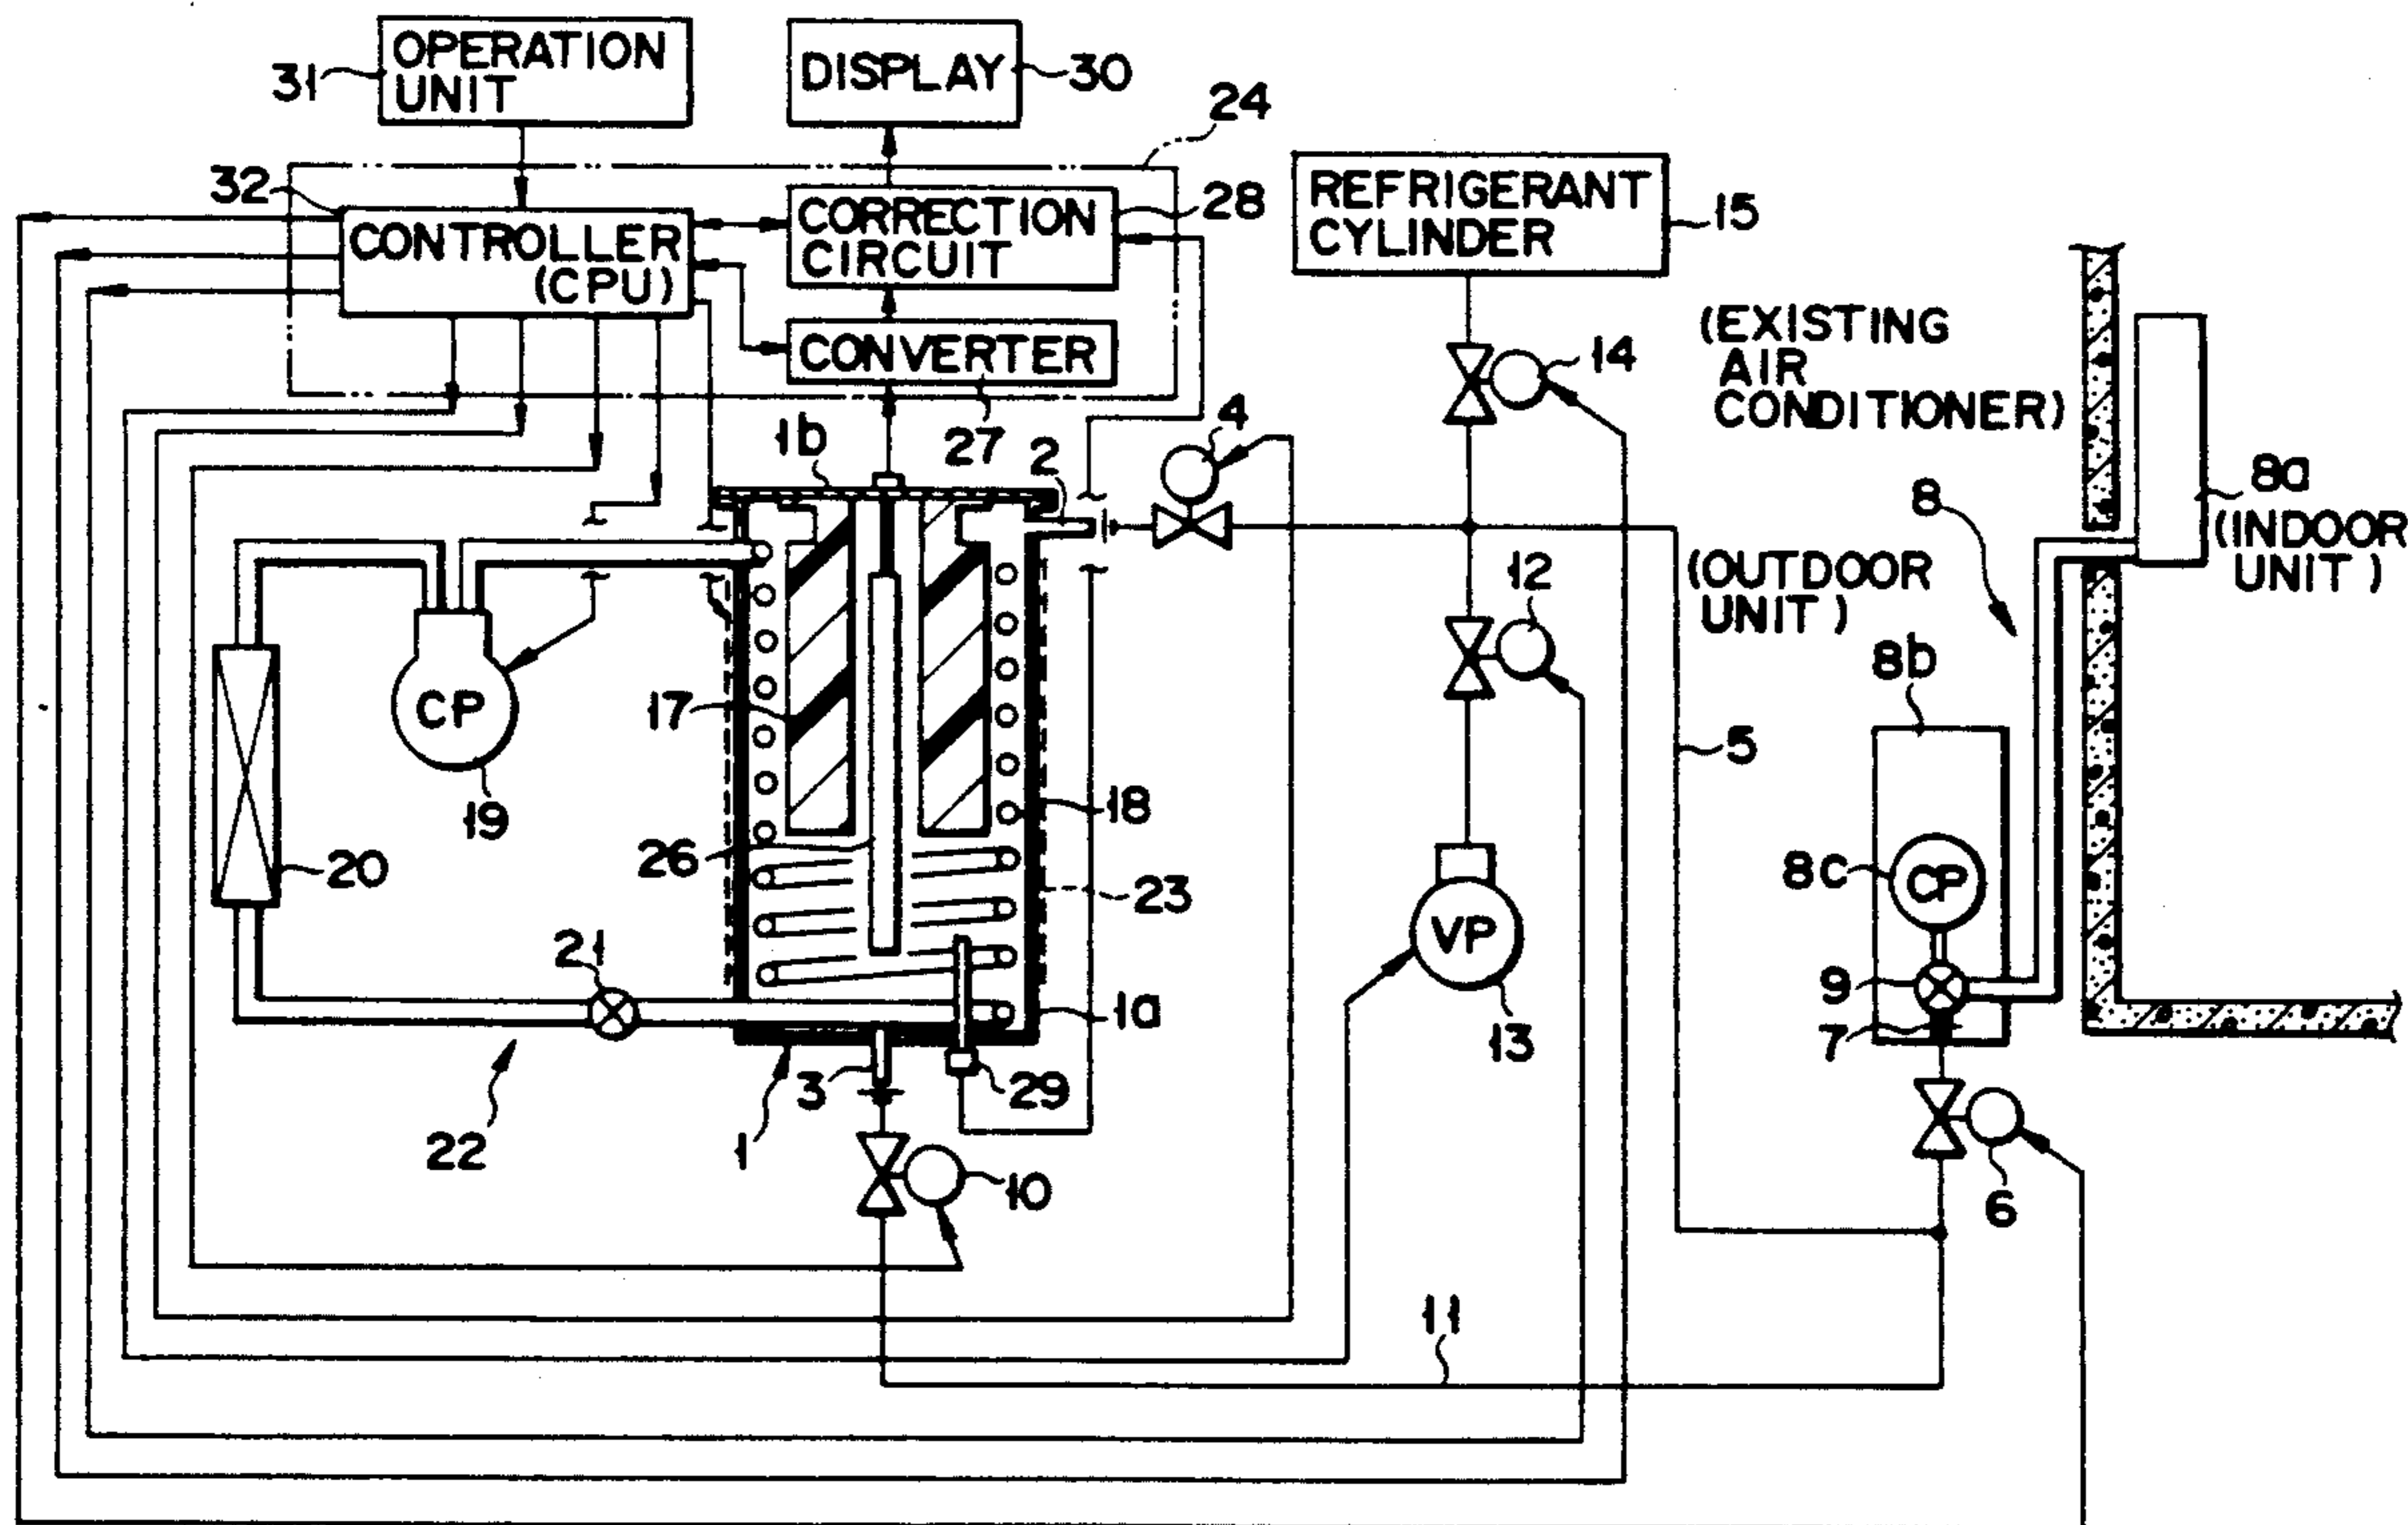 OPERATION
UNIT
31
DISPLAY
30
24
32
CONTROLLER
(CPU)
CORRECTION
CIRCUIT
28
REFRIGERANT
CYLINDER
15
CONVERTER
27
14
(EXISTING
AIR
CONDITIONER)
1b
2
4
8
8a
(INDOOR
UNIT)
12
(OUTDOOR
UNIT)
8b
CP
19
17
5
18
26
20
23
VP
13
8c
CP
21
9
7
1a
3
29
22
1
10
6
11